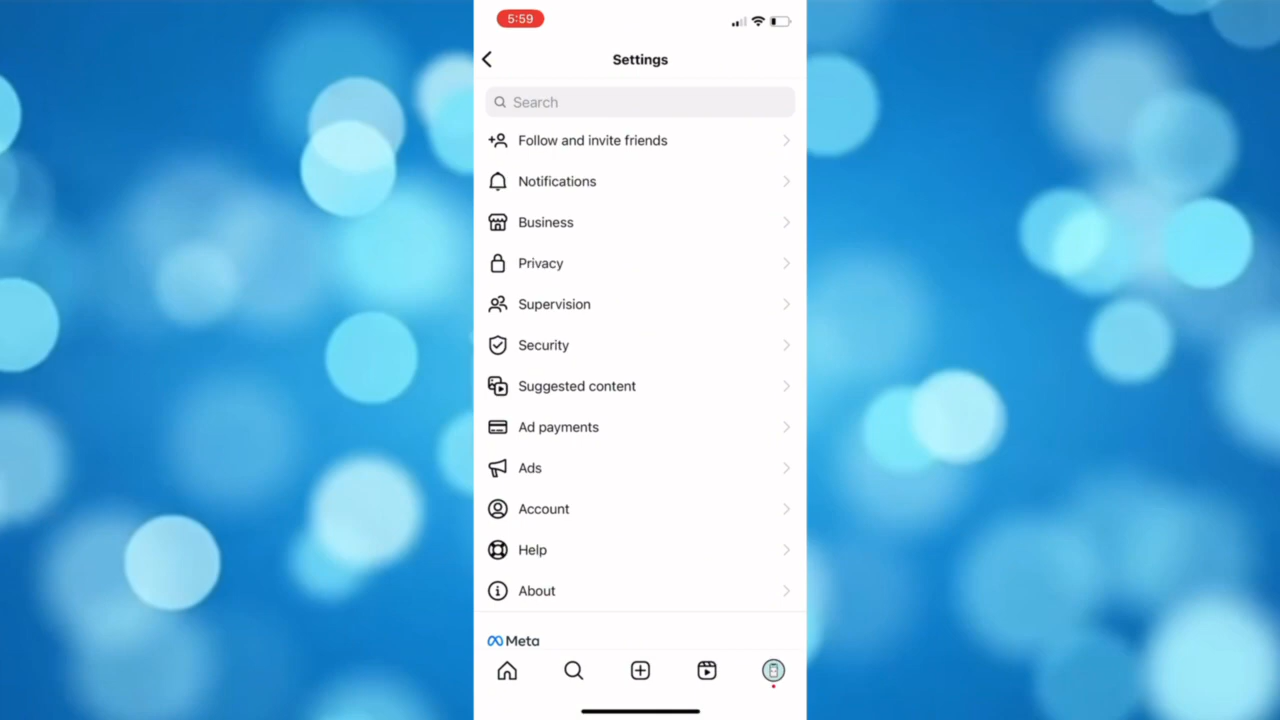 5:59
Settings
Search
Follow and invite friends
Notifications
Business
Privacy
Supervision
Security
Suggested content
Ad payments
Ads
Account
Help
About
Meta